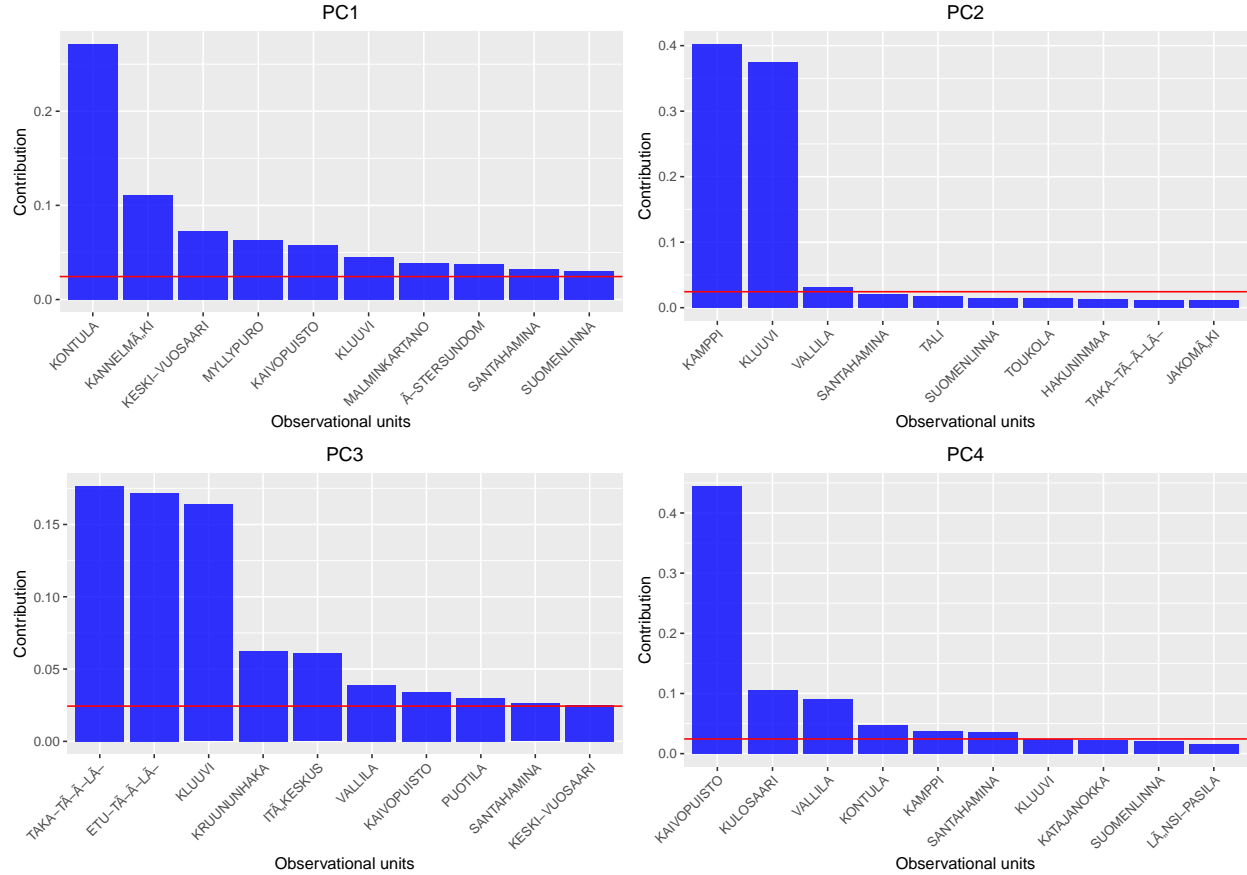 PC1
Contribution
0.2
0.1
0.0
KONTULA
KANNELMÃ„KI
KESKI−VUOSAARI
MYLLYPURO
KAIVOPUISTO
KLUUVI
MALMINKARTANO
Ã–STERSUNDOM
SANTAHAMINA
SUOMENLINNA
Observational units
PC2
Contribution
0.4
0.3
0.2
0.1
0.0
KAMPPI
KLUUVI
VALLILA
SANTAHAMINA
TALI
SUOMENLINNA
TOUKOLA
HAKUNINMAA
TAKA−TÃ–Ã–LÃ–
JAKOMÃ„KI
Observational units
PC3
Contribution
0.15
0.10
0.05
0.00
TAKA−TÃ–Ã–LÃ–
ETU−TÃ–Ã–LÃ–
KLUUVI
KRUUNUNHAKA
ITÃ„KESKUS
VALLILA
KAIVOPUISTO
PUOTILA
SANTAHAMINA
KESKI−VUOSAARI
Observational units
PC4
Contribution
0.4
0.3
0.2
0.1
0.0
KAIVOPUISTO
KULOSAARI
VALLILA
KONTULA
KAMPPI
SANTAHAMINA
KLUUVI
KATAJANOKKA
SUOMENLINNA
LÃ„NSI−PASILA
Observational units